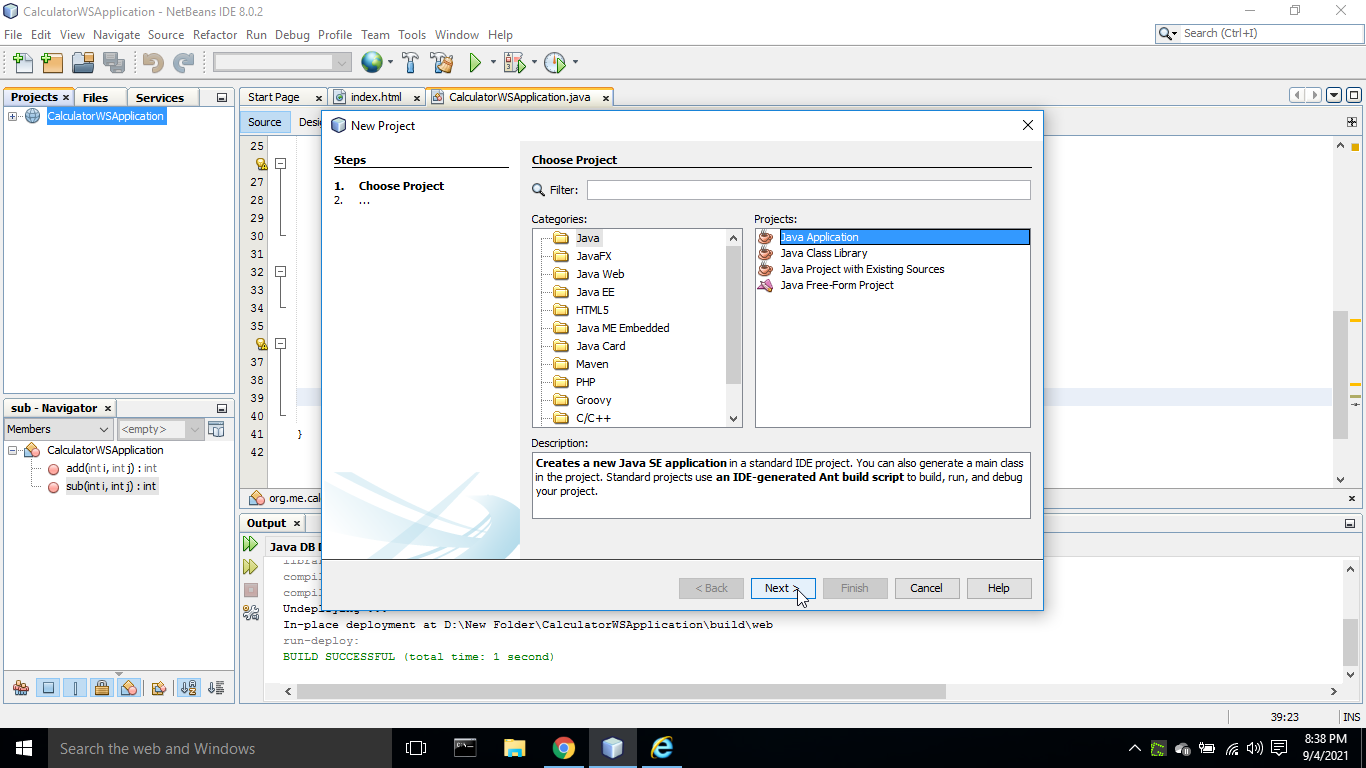 CalculatorWSApplication - NetBeans IDE 8.0.2
File Edit View Navigate Source Refactor Run Debug Profile Team Tools Window Help
Search (Ctrl+I)
Projects Files Services
Start Page index.html CalculatorWSApplication.java
CalculatorWSApplication
Source
New Project
25
27
28
29
30
31
32
33
34
35
37
38
39
40
41 }
42
Steps
1. Choose Project
2. ...
Choose Project
Filter:
Categories:
Java
JavaFX
Java Web
Java EE
HTML5
Java ME Embedded
Java Card
Maven
PHP
Groovy
C/C++
Projects:
Java Application
Java Class Library
Java Project with Existing Sources
Java Free-Form Project
Description:
Creates a new Java SE application in a standard IDE project. You can also generate a main class
in the project. Standard projects use an IDE-generated Ant build script to build, run, and debug
your project.
< Back Next > Finish Cancel Help
sub - Navigator
Members <empty>
CalculatorWSApplication
add(int i, int j) : int
sub(int i, int j) : int
org.me.cal
Output
Java DB
In-place deployment at D:\New Folder\CalculatorWSApplication\build\web
run-deploy:
BUILD SUCCESSFUL (total time: 1 second)
39:23 INS
Search the web and Windows
8:38 PM
9/4/2021